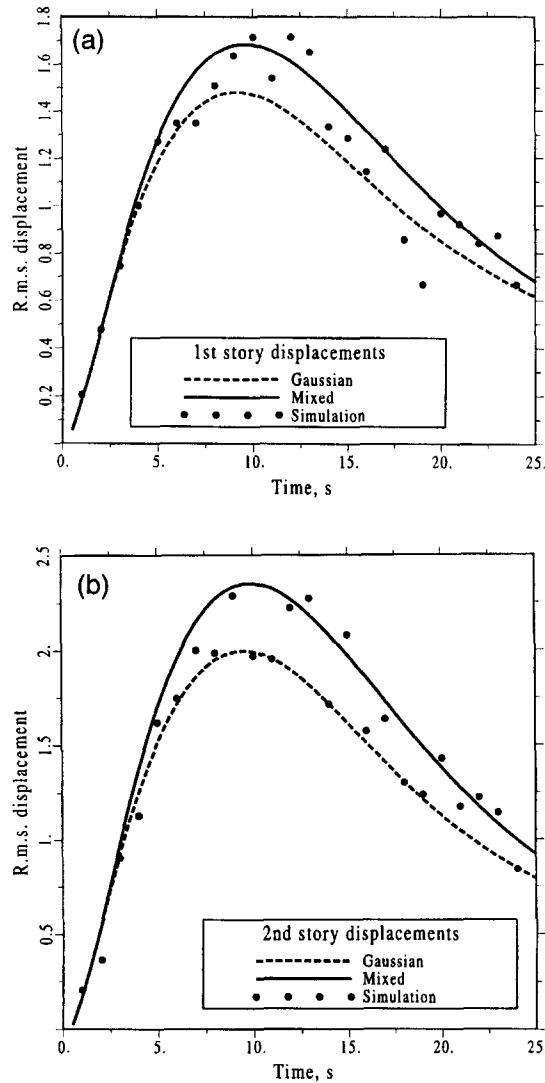 (a)
R.m.s. displacement
1.8
1.6
1.4
1.2
1.
0.8
0.6
0.4
0.2
1st story displacements
Gaussian
Mixed
Simulation
0.
5.
10.
15.
20.
25.
Time, s
(b)
R.m.s. displacement
2.5
2.
1.5
1.
0.5
2nd story displacements
Gaussian
Mixed
Simulation
0.
5.
10.
15.
20.
25
Time, s